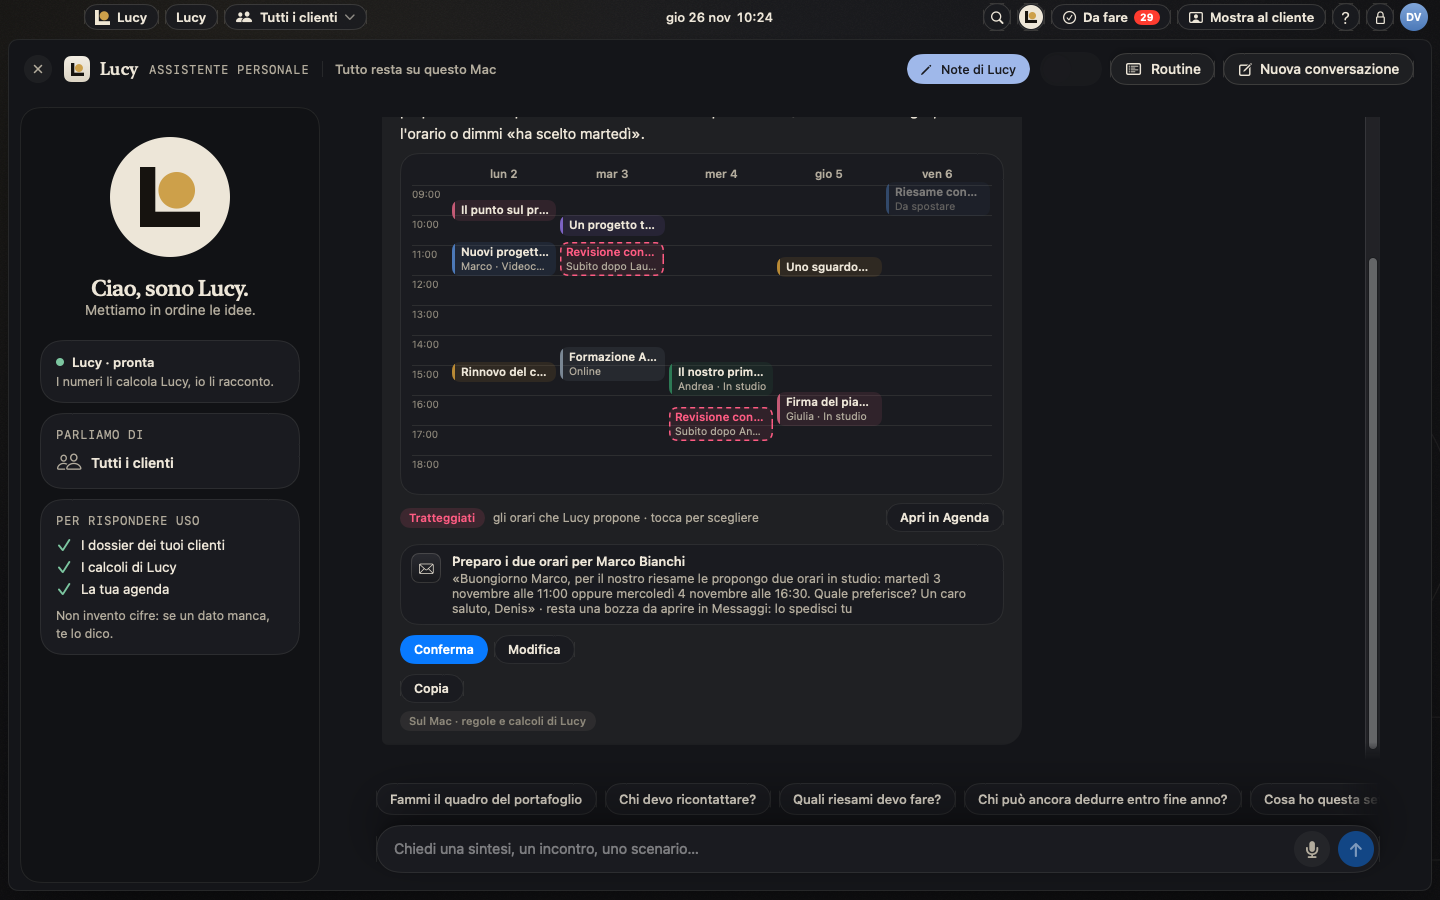 Lucy
Lucy
Tutti i clienti
gio 26 nov 10:24
Da fare 29
Mostra al cliente
?
DV
Lucy ASSISTENTE PERSONALE
Tutto resta su questo Mac
Note di Lucy
Routine
Nuova conversazione
Ciao, sono Lucy.
Mettiamo in ordine le idee.
Lucy · pronta
I numeri li calcola Lucy, io li racconto.
PARLIAMO DI
Tutti i clienti
PER RISPONDERE USO
I dossier dei tuoi clienti
I calcoli di Lucy
La tua agenda
Non invento cifre: se un dato manca,
te lo dico.
l'orario o dimmi «ha scelto martedì».
lun 2 mar 3 mer 4 gio 5 ven 6
09:00
Riesame con...
Da spostare
Il punto sul pr...
10:00
Un progetto t...
11:00
Nuovi progett...
Marco · Videoc...
Revisione con...
Subito dopo Lau...
Uno sguardo...
12:00
13:00
14:00
Formazione A...
Online
15:00
Rinnovo del c...
Il nostro prim...
Andrea · In studio
16:00
Firma del pia...
Giulia · In studio
Revisione con...
Subito dopo An...
17:00
18:00
Tratteggiati gli orari che Lucy propone · tocca per scegliere
Apri in Agenda
Preparo i due orari per Marco Bianchi
«Buongiorno Marco, per il nostro riesame le propongo due orari in studio: martedì 3
novembre alle 11:00 oppure mercoledì 4 novembre alle 16:30. Quale preferisce? Un caro
saluto, Denis» · resta una bozza da aprire in Messaggi: lo spedisci tu
Conferma
Modifica
Copia
Sul Mac · regole e calcoli di Lucy
Fammi il quadro del portafoglio
Chi devo ricontattare?
Quali riesami devo fare?
Chi può ancora dedurre entro fine anno?
Cosa ho questa se
Chiedi una sintesi, un incontro, uno scenario...